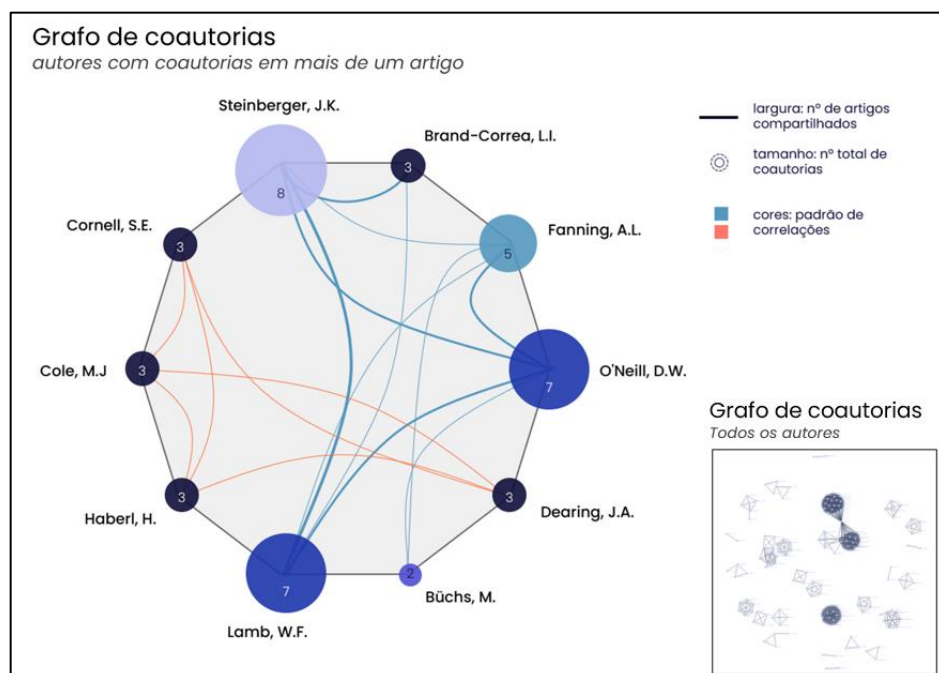 Grafo de coautorias
autores com coautorias em mais de um artigo
Steinberger, J.K.
8
Brand-Correa, L.I.
3
Fanning, A.L.
5
O'Neill, D.W.
7
Dearing, J.A.
3
Büchs, M.
2
Lamb, W.F.
7
Haberl, H.
3
Cole, M.J
3
Cornell, S.E.
3
largura: nº de artigos
compartilhados
tamanho: nº total de
coautorias
cores: padrão de
correlações
Grafo de coautorias
Todos os autores